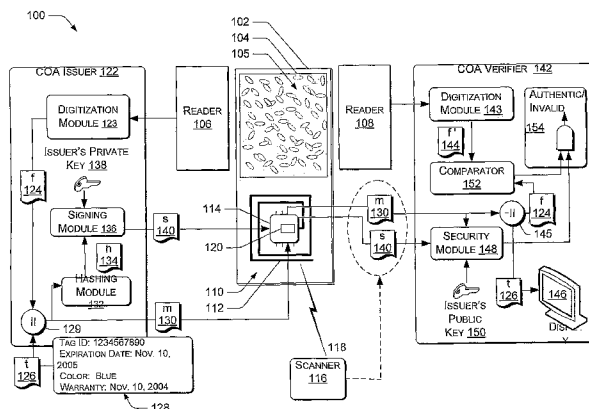 100
102
104
105
COA ISSUER 122
DIGITIZATION
MODULE 123
ISSUER'S PRIVATE
KEY 138
f
124
SIGNING
MODULE 136
h
134
HASHING
MODULE
132
||
129
t
126
TAG ID: 1234567890
EXPIRATION DATE: NOV. 10,
2005
COLOR: BLUE
WARRANTY: NOV. 10, 2004
128
s
140
m
130
READER
106
READER
108
114
120
110
112
118
SCANNER
116
m
130
s
140
COA VERIFIER 142
DIGITIZATION
MODULE 143
f'
144
AUTHENTIC/
INVALID
154
COMPARATOR
152
f
124
-||
145
SECURITY
MODULE 148
t
126
146
DISPLAY
ISSUER'S
PUBLIC
KEY 150